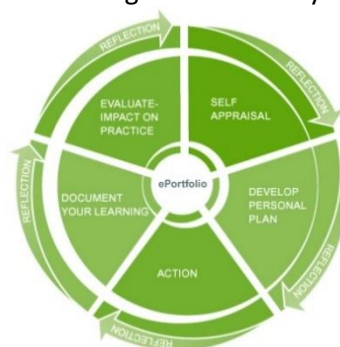 ePortfolio
SELF
APPRAISAL
DEVELOP
PERSONAL
PLAN
ACTION
DOCUMENT
YOUR LEARNING
EVALUATE-
IMPACT ON
PRACTICE
REFLECTION
REFLECTION
REFLECTION
REFLECTION
REFLECTION